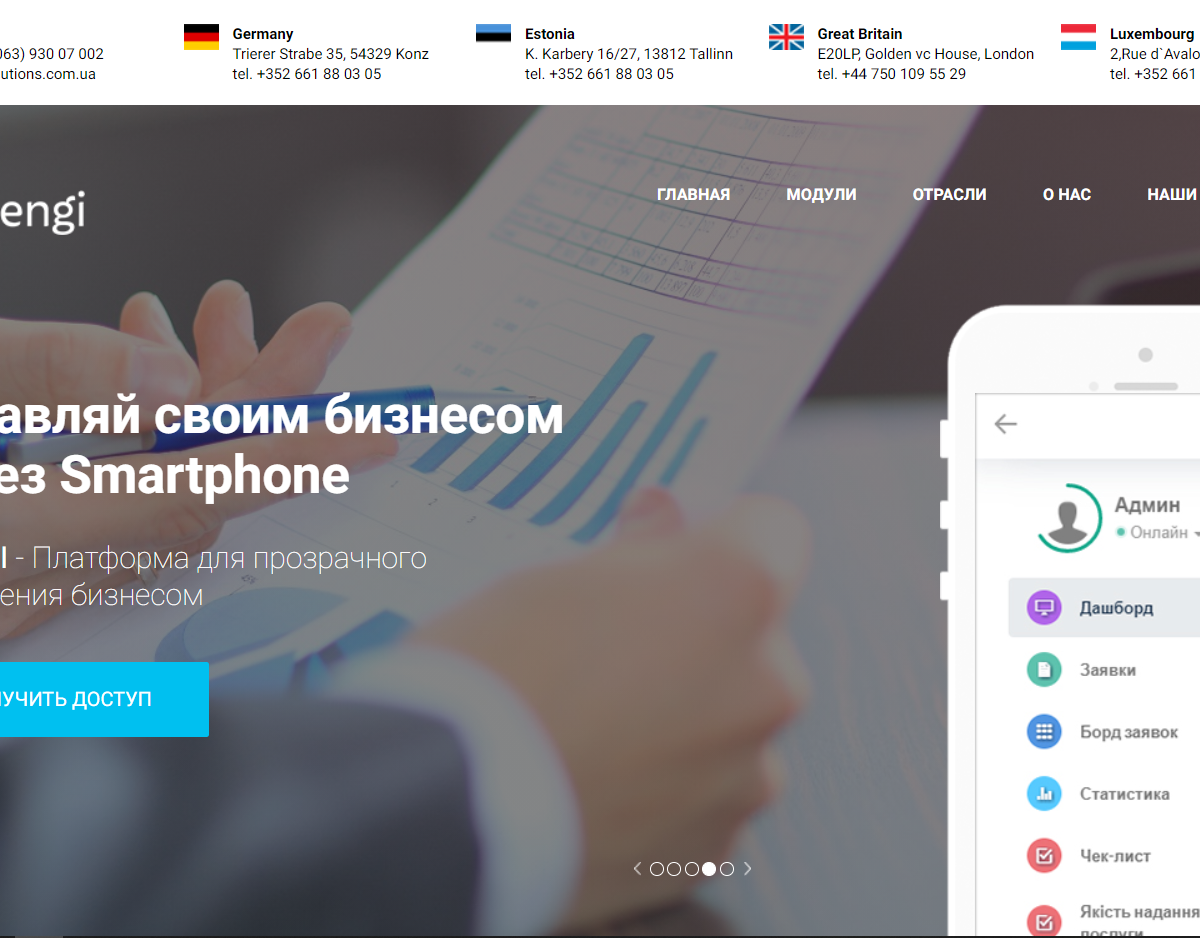 Germany
Trierer Strabe 35, 54329 Konz
tel. +352 661 88 03 05
Estonia
K. Karbery 16/27, 13812 Tallinn
tel. +352 661 88 03 05
Great Britain
E20LP, Golden vc House, London
tel. +44 750 109 55 29
Luxembourg
2,Rue d`Avalo
tel. +352 661
063) 930 07 002
utions.com.ua
engi
ГЛАВНАЯ
МОДУЛИ
ОТРАСЛИ
О НАС
НАШИ
авляй своим бизнесом
ез Smartphone
I - Платформа для прозрачного
ения бизнесом
УЧИТЬ ДОСТУП
Админ
Онлайн
Дашборд
Заявки
Борд заявок
Статистика
Чек-лист
Якість надання
послуги